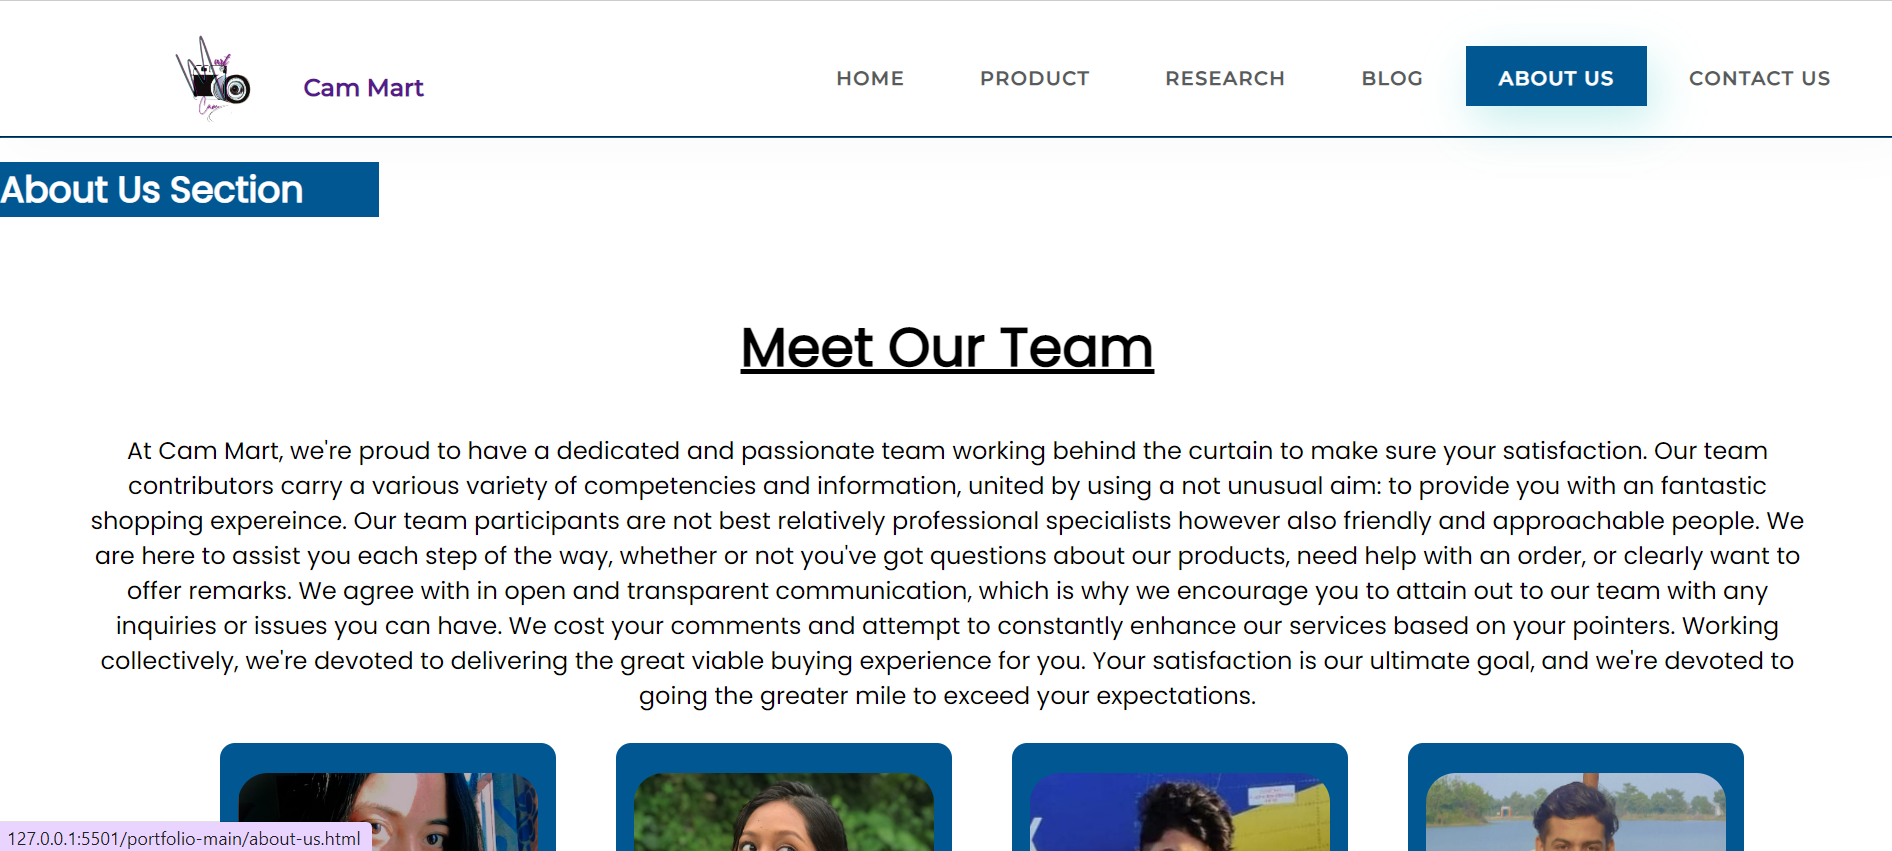 Cam Mart
HOME
PRODUCT
RESEARCH
BLOG
ABOUT US
CONTACT US
About Us Section
Meet Our Team
At Cam Mart, we're proud to have a dedicated and passionate team working behind the curtain to make sure your satisfaction. Our team
contributors carry a various variety of competencies and information, united by using a not unusual aim: to provide you with an fantastic
shopping expereince. Our team participants are not best relatively professional specialists however also friendly and approachable people. We
are here to assist you each step of the way, whether or not you've got questions about our products, need help with an order, or clearly want to
offer remarks. We agree with in open and transparent communication, which is why we encourage you to attain out to our team with any
inquiries or issues you can have. We cost your comments and attempt to constantly enhance our services based on your pointers. Working
collectively, we're devoted to delivering the great viable buying experience for you. Your satisfaction is our ultimate goal, and we're devoted to
going the greater mile to exceed your expectations.
127.0.0.1:5501/portfolio-main/about-us.html